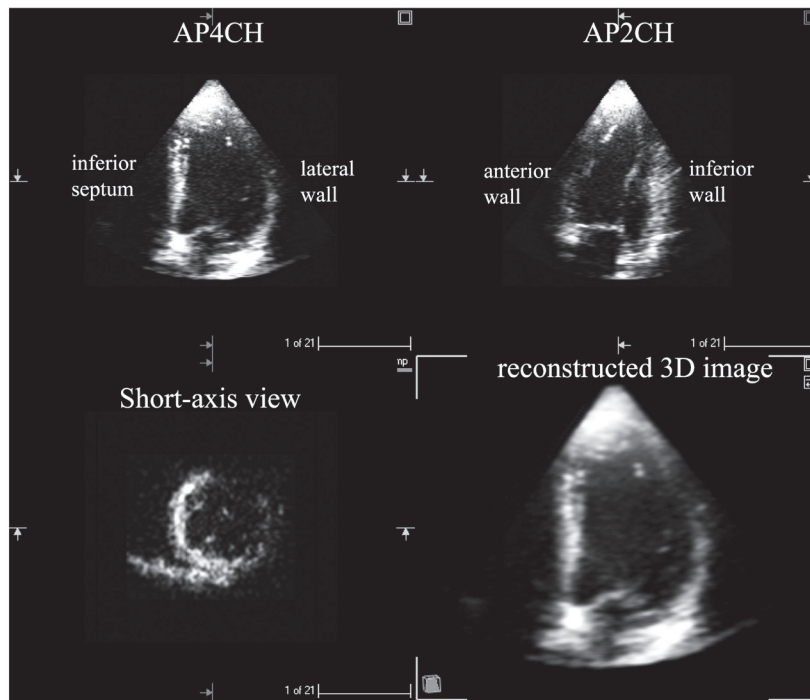 AP4CH
AP2CH
inferior
septum
lateral
wall
anterior
wall
inferior
wall
1 of 21
1 of 21
Short-axis view
reconstructed 3D image
1 of 21